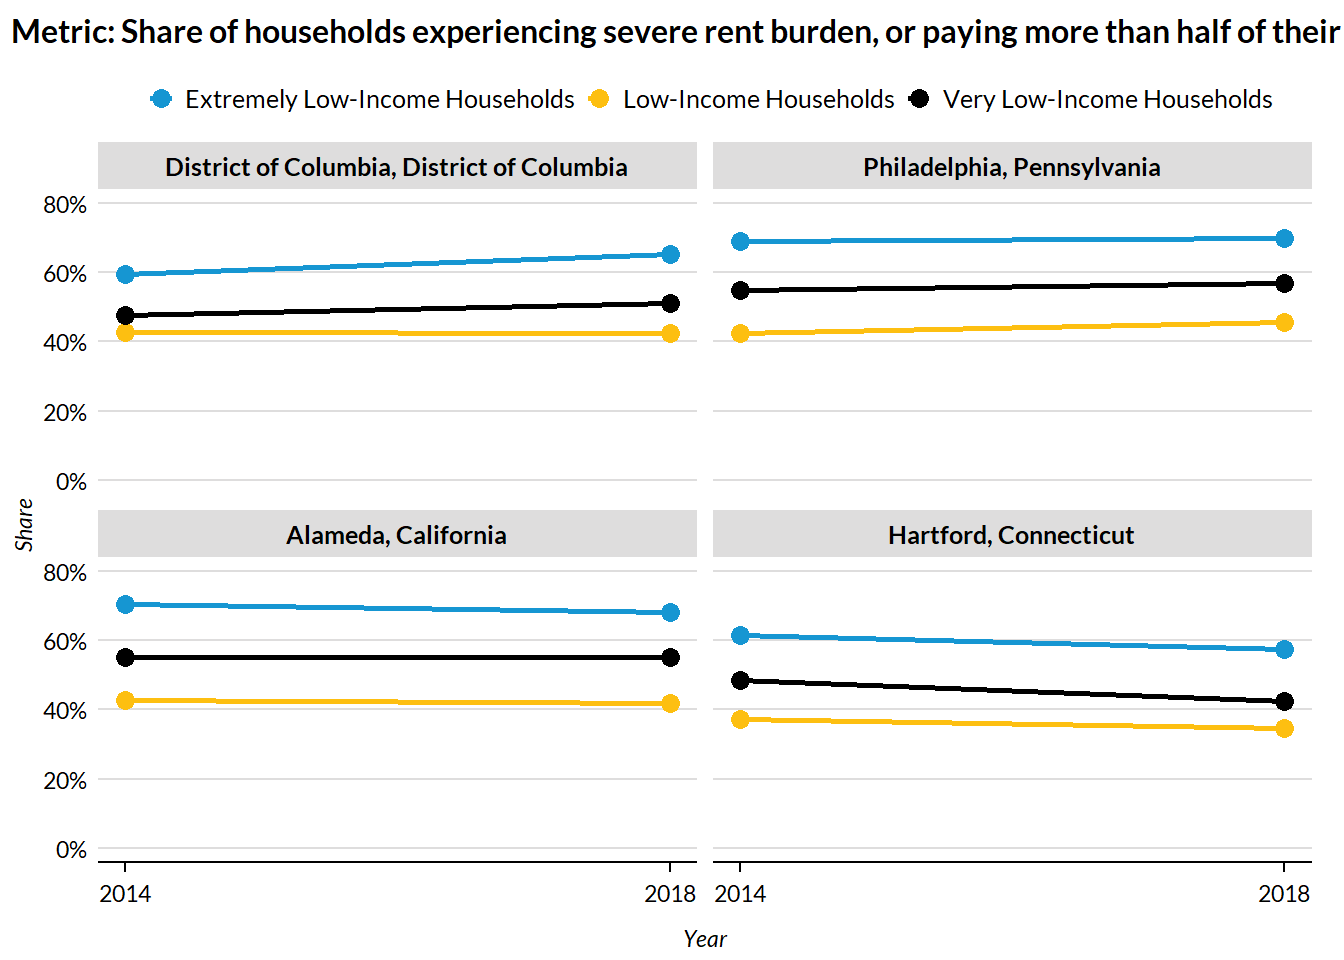 Metric: Share of households experiencing severe rent burden, or paying more than half of their
Extremely Low-Income Households Low-Income Households Very Low-Income Households
District of Columbia, District of Columbia Philadelphia, Pennsylvania
80%
60%
40%
20%
0%
Share
Alameda, California Hartford, Connecticut
80%
60%
40%
20%
0%
2014 2018 2014 2018
Year